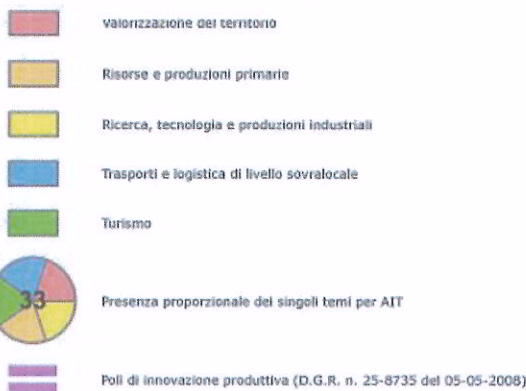 Valorizzazione del territorio
Risorse e produzioni primarie
Ricerca, tecnologia e produzioni industriali
Trasporti e logistica di livello sovralocale
Turismo
33
Presenza proporzionale dei singoli temi per AIT
Poli di innovazione produttiva (D.G.R. n. 25-8735 del 05-05-2008)